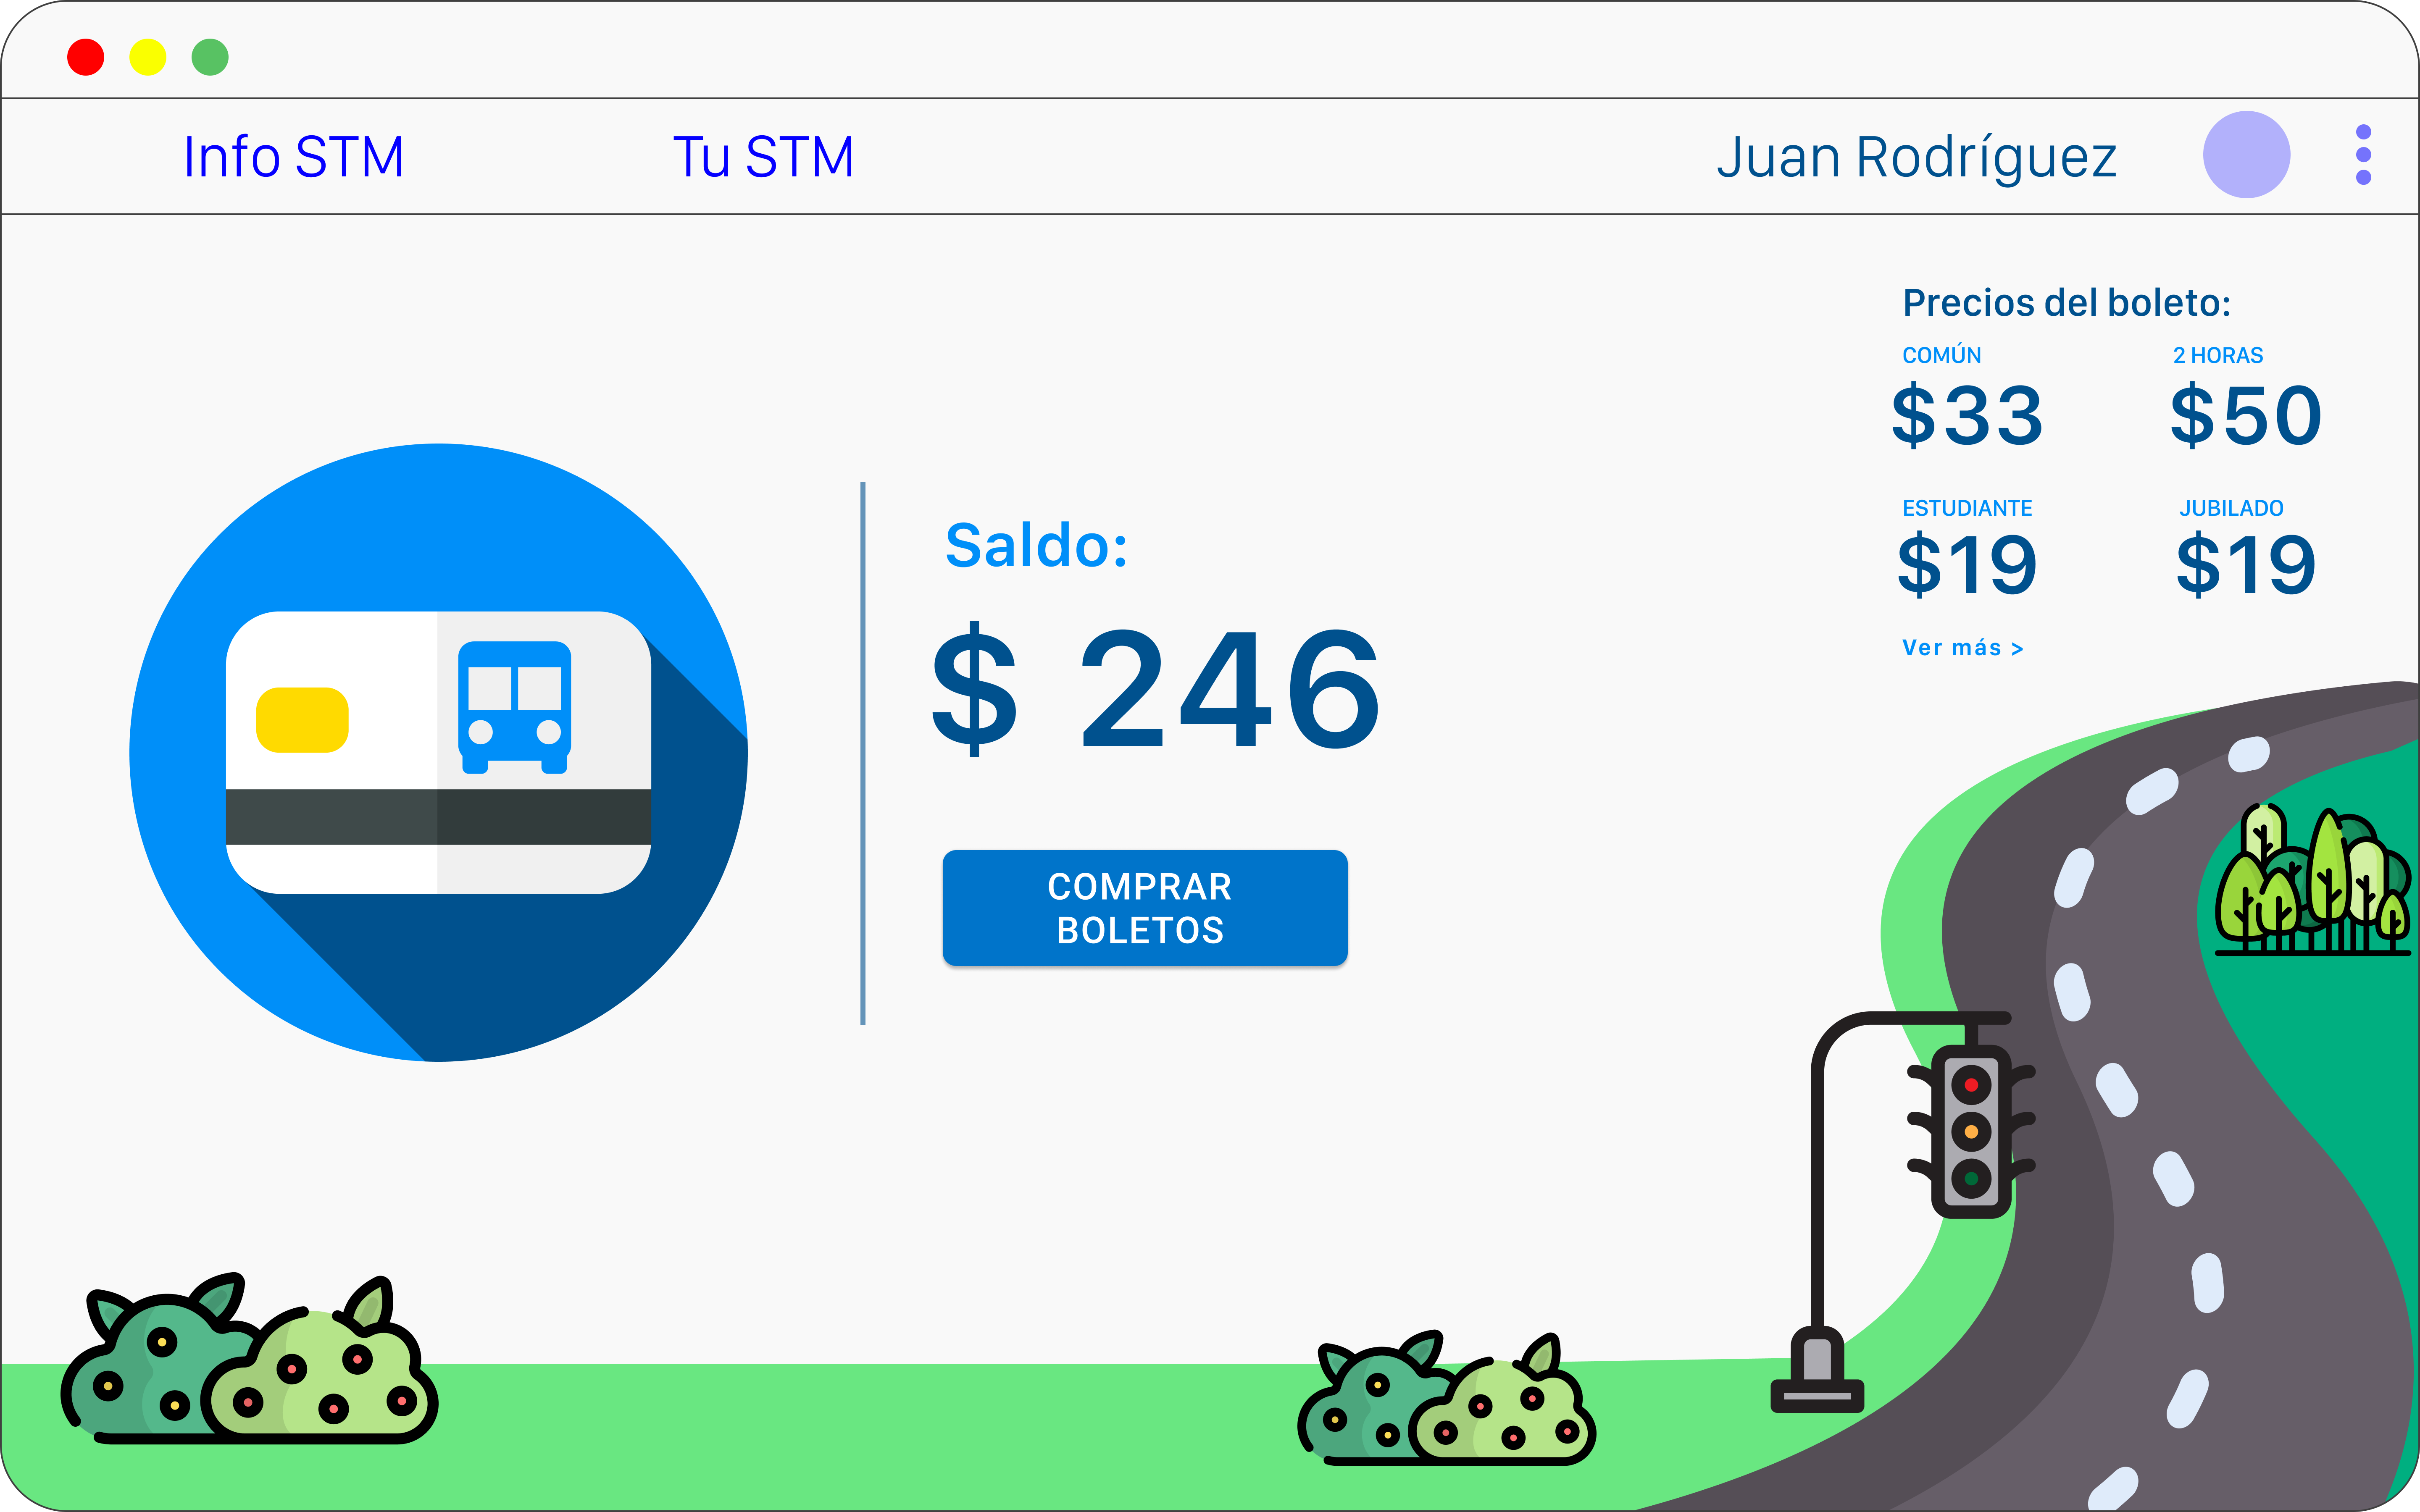 Info STM
Tu STM
Juan Rodríguez
Precios del boleto:
COMÚN
2 HORAS
$33
$50
ESTUDIANTE
JUBILADO
$19
$19
Ver más >
Saldo:
$ 246
COMPRAR
BOLETOS